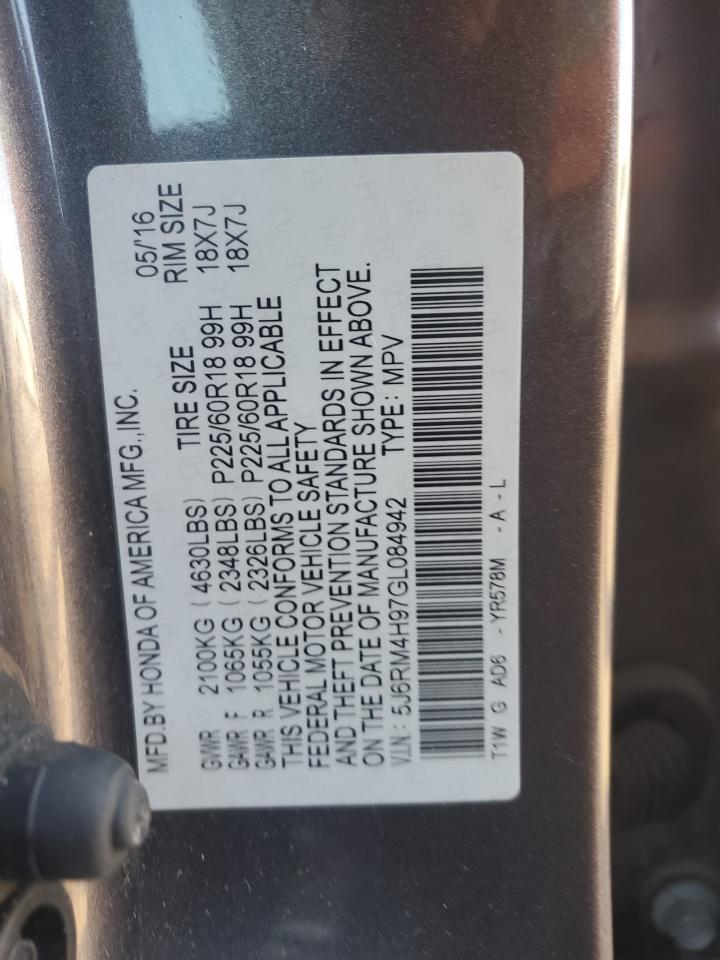 MFD.BY HONDA OF AMERICA MFG.,INC. 05/'16
TIRE SIZE RIM SIZE
GVWR 2100KG ( 4630LBS)
GAWR F 1065KG ( 2348LBS) P225/60R18 99H 18X7J
GAWR R 1055KG ( 2326LBS) P225/60R18 99H 18X7J
THIS VEHICLE CONFORMS TO ALL APPLICABLE
FEDERAL MOTOR VEHICLE SAFETY
AND THEFT PREVENTION STANDARDS IN EFFECT
ON THE DATE OF MANUFACTURE SHOWN ABOVE.
V.I.N : 5J6RM4H97GL084942 TYPE: MPV
T1W G AD6 -YR578M -A-L